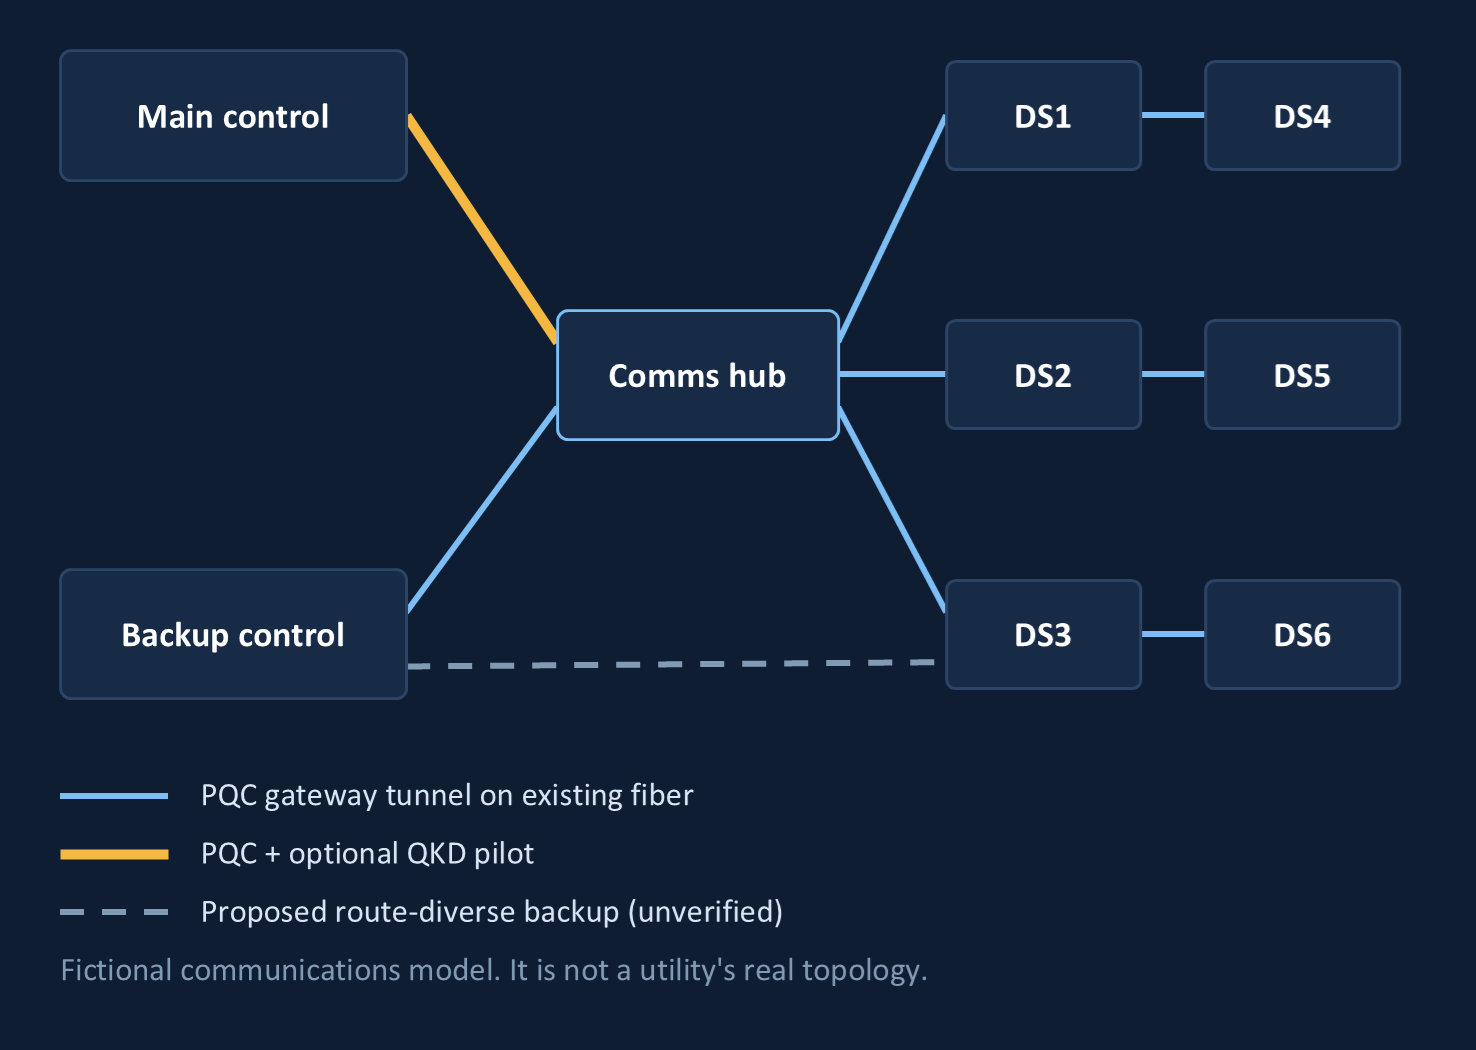 Main control
DS1
DS4
Comms hub
DS2
DS5
Backup control
DS3
DS6
PQC gateway tunnel on existing fiber
PQC + optional QKD pilot
Proposed route-diverse backup (unverified)
Fictional communications model. It is not a utility's real topology.